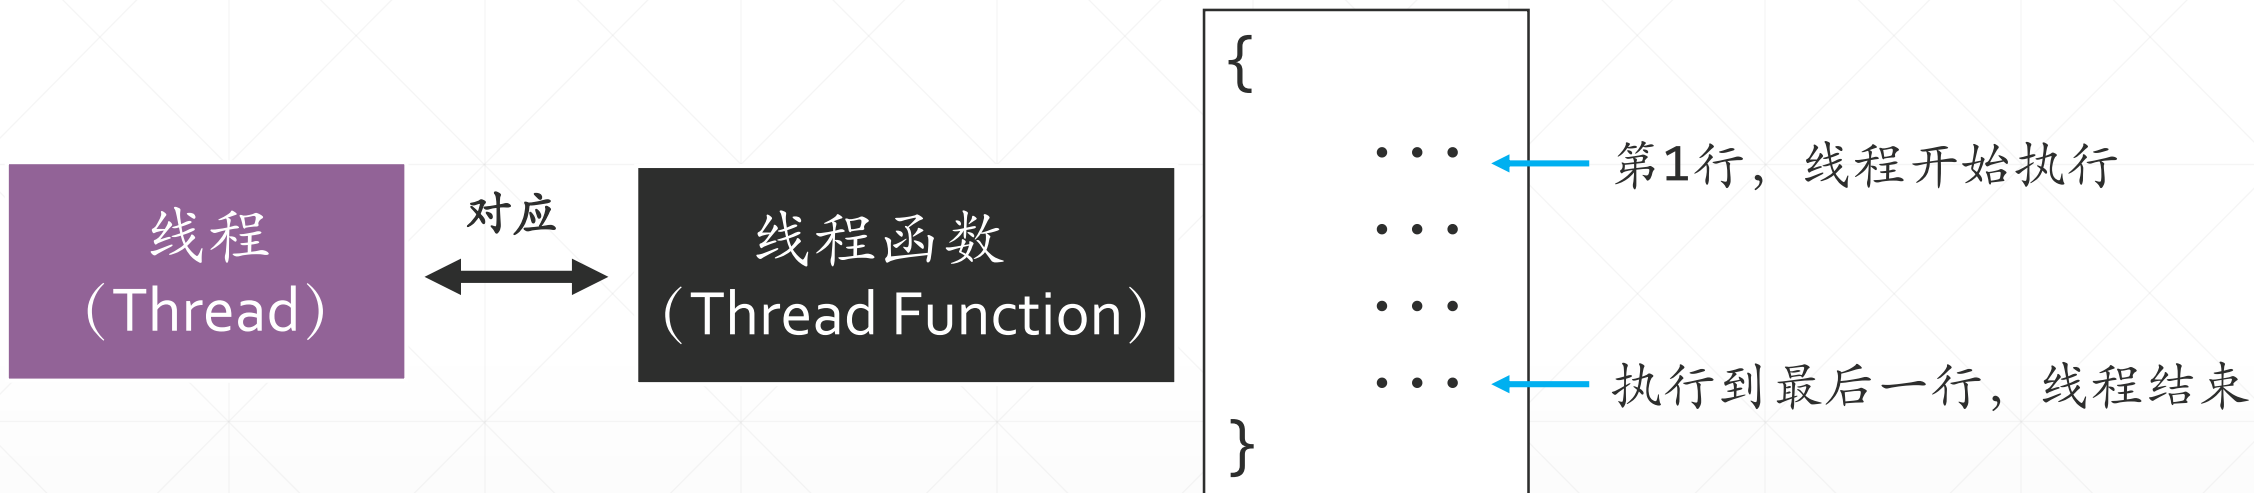 线程
（Thread）
对应
线程函数
（Thread Function）
{
...
...
...
...
}
第1行，线程开始执行
执行到最后一行，线程结束